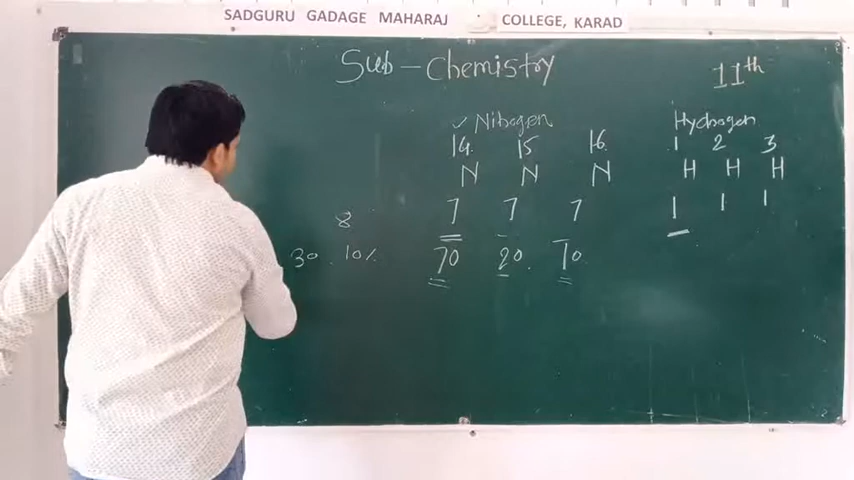 SADGURU GADAGE MAHARAJ COLLEGE, KARAD
Sub - Chemistry 11th
✓ Nitrogen Hydrogen
14 15 16 1 2 3
N N N H H H
8 7 7 7 1 1 1
30 10% 70 20 10